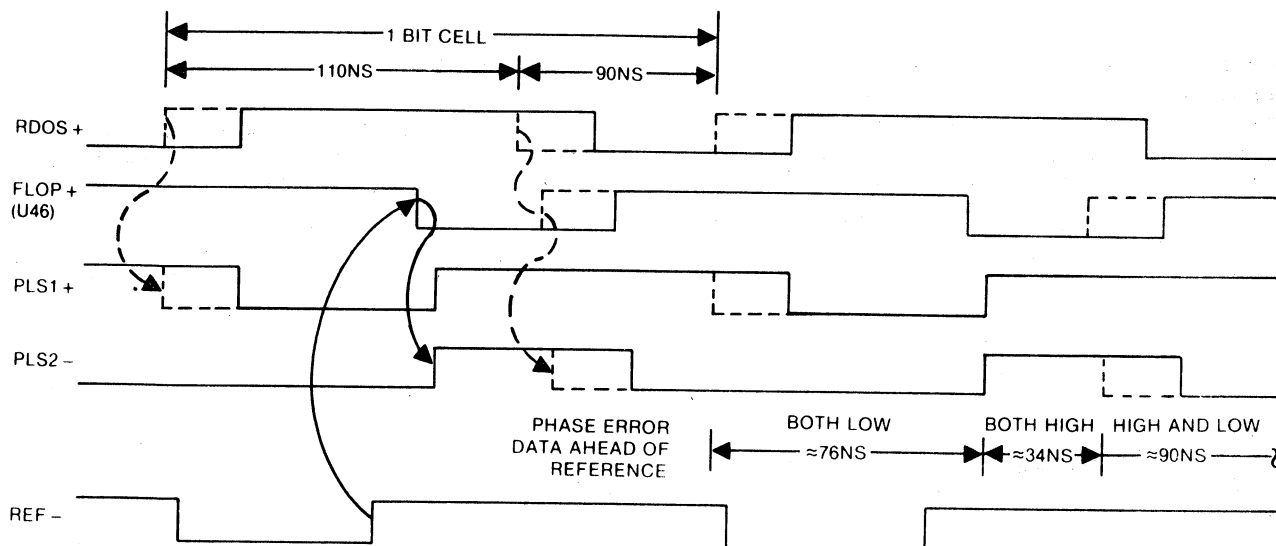 1 BIT CELL
110NS
90NS
RDOS +
FLOP +
(U46)
PLS1 +
PLS2 –
PHASE ERROR
DATA AHEAD OF
REFERENCE
BOTH LOW
≈76NS
BOTH HIGH
≈34NS
HIGH AND LOW
≈90NS
REF –